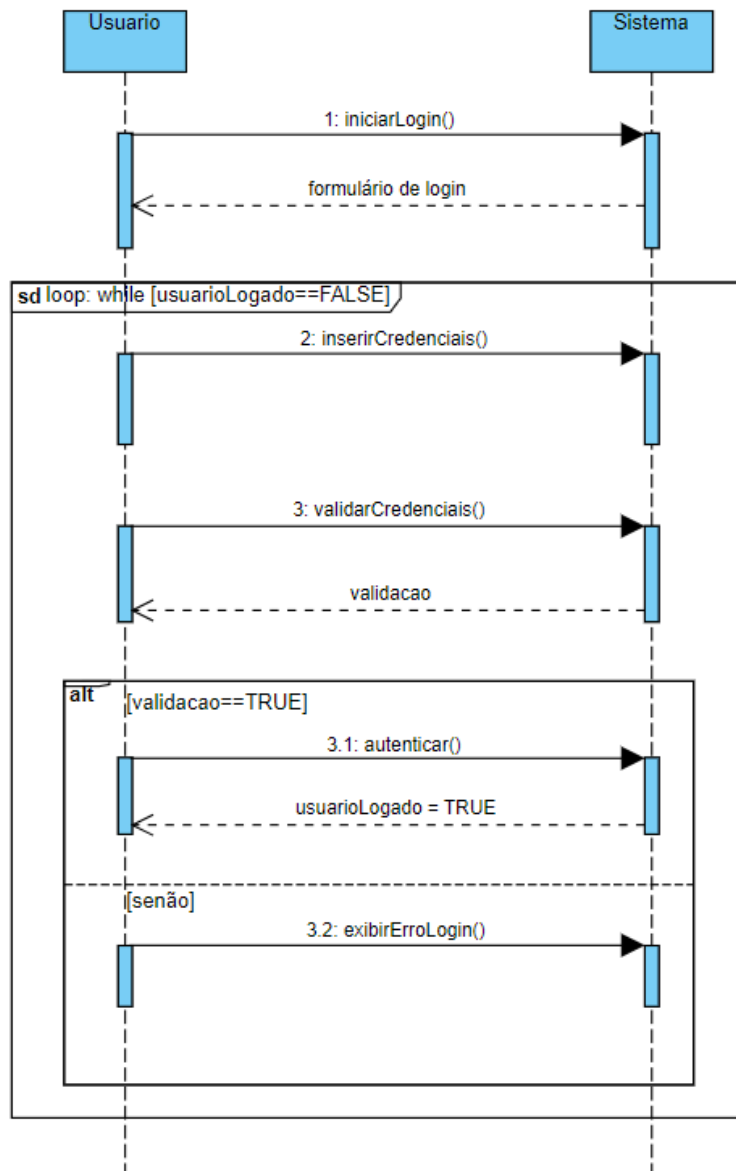 Usuario
Sistema
1: iniciarLogin()
formulário de login
sd loop: while [usuarioLogado==FALSE]
2: inserirCredenciais()
3: validarCredenciais()
validacao
alt
[validacao==TRUE]
3.1: autenticar()
usuarioLogado = TRUE
[senão]
3.2: exibirErroLogin()